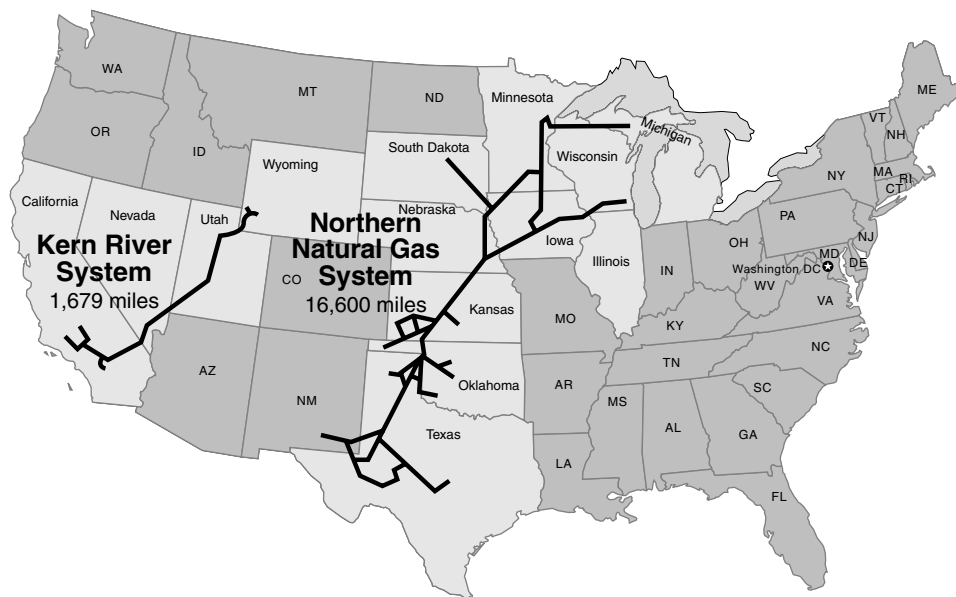 WA
MT
ND
Minnesota
ME
OR
ID
South Dakota
Wisconsin
Michigan
VT
NH
Wyoming
NY
MA
RI
CT
California
Nevada
Utah
Nebraska
Iowa
PA
NJ
Kern River
System
1,679 miles
Northern
Natural Gas
System
16,600 miles
CO
Illinois
IN
OH
MD
DE
Washington DC
WV
VA
Kansas
MO
KY
NC
TN
AZ
NM
Oklahoma
AR
SC
MS
AL
GA
Texas
LA
FL